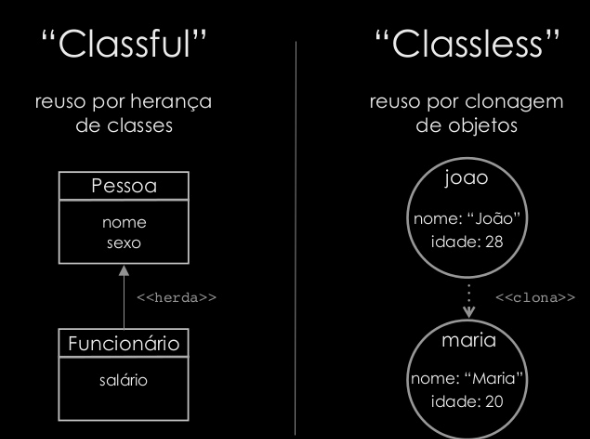 “Classful”
reuso por herança
de classes
Pessoa
nome
sexo
<<herda>>
Funcionário
salário
“Classless”
reuso por clonagem
de objetos
joao
nome: “João”
idade: 28
<<clona>>
maria
nome: “Maria”
idade: 20